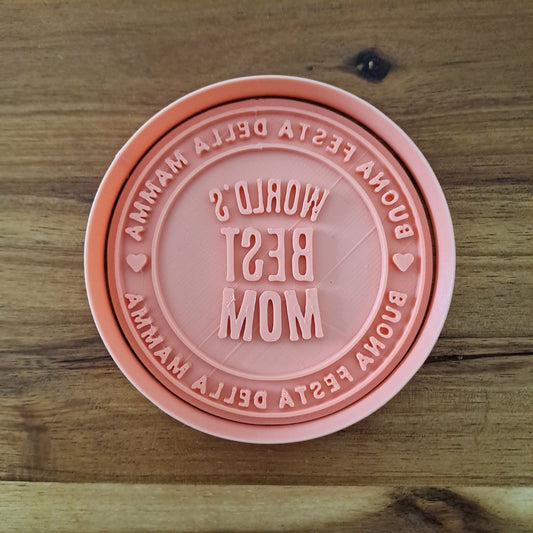 BUONA FESTA DELLA MAMMA
WORLD'S
BEST
MOM
BUONA FESTA DELLA MAMMA